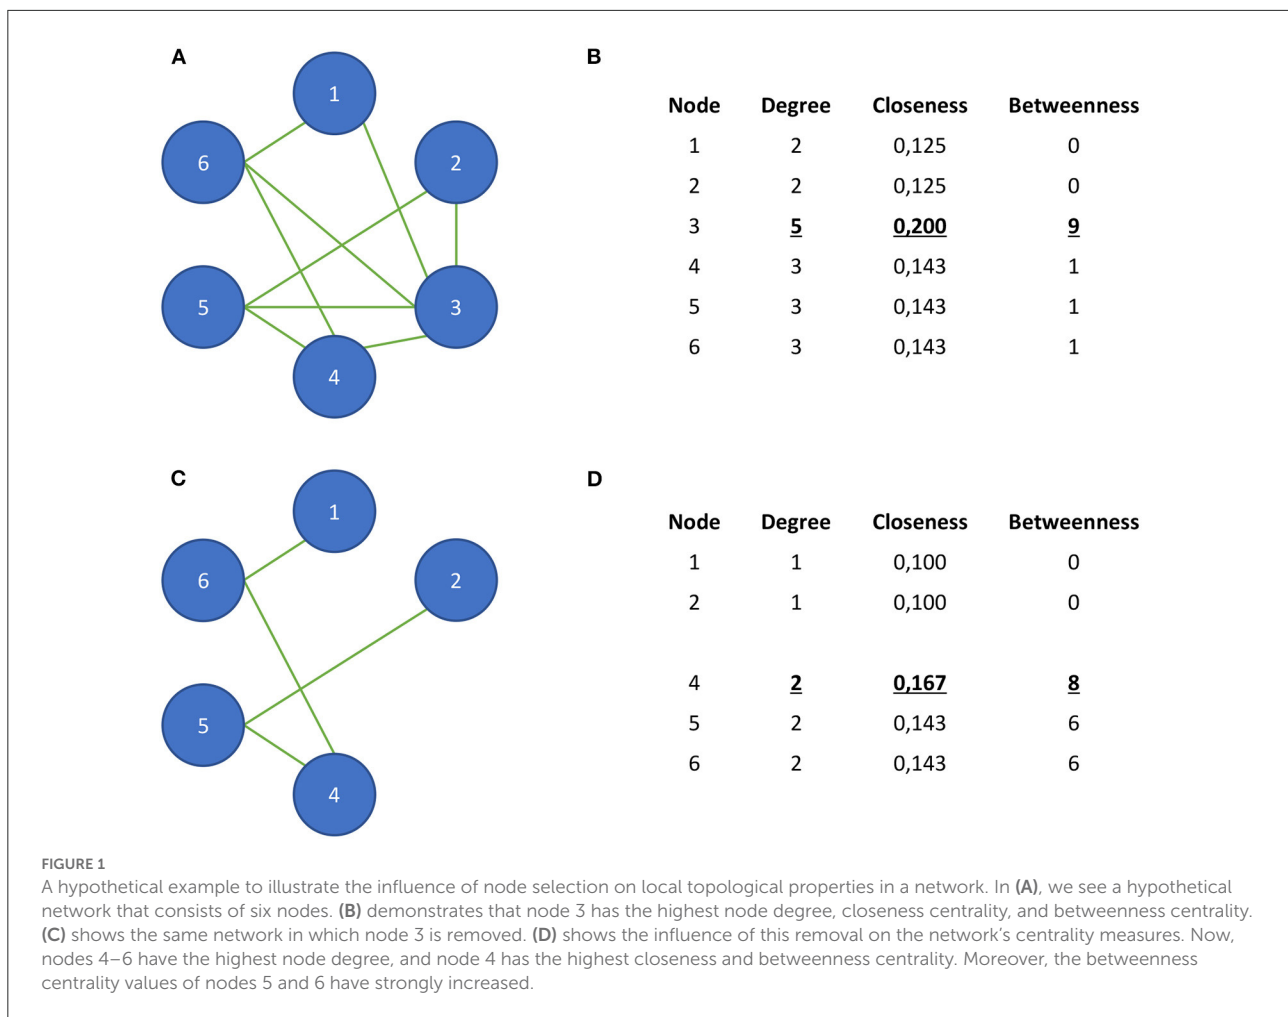 A
1
6
2
5
3
4
B
Node Degree Closeness Betweenness
1 2 0,125 0
2 2 0,125 0
3 5 0,200 9
4 3 0,143 1
5 3 0,143 1
6 3 0,143 1
C
1
6
2
5
4
D
Node Degree Closeness Betweenness
1 1 0,100 0
2 1 0,100 0
4 2 0,167 8
5 2 0,143 6
6 2 0,143 6
FIGURE 1
A hypothetical example to illustrate the influence of node selection on local topological properties in a network. In (A), we see a hypothetical
network that consists of six nodes. (B) demonstrates that node 3 has the highest node degree, closeness centrality, and betweenness centrality.
(C) shows the same network in which node 3 is removed. (D) shows the influence of this removal on the network's centrality measures. Now,
nodes 4–6 have the highest node degree, and node 4 has the highest closeness and betweenness centrality. Moreover, the betweenness
centrality values of nodes 5 and 6 have strongly increased.